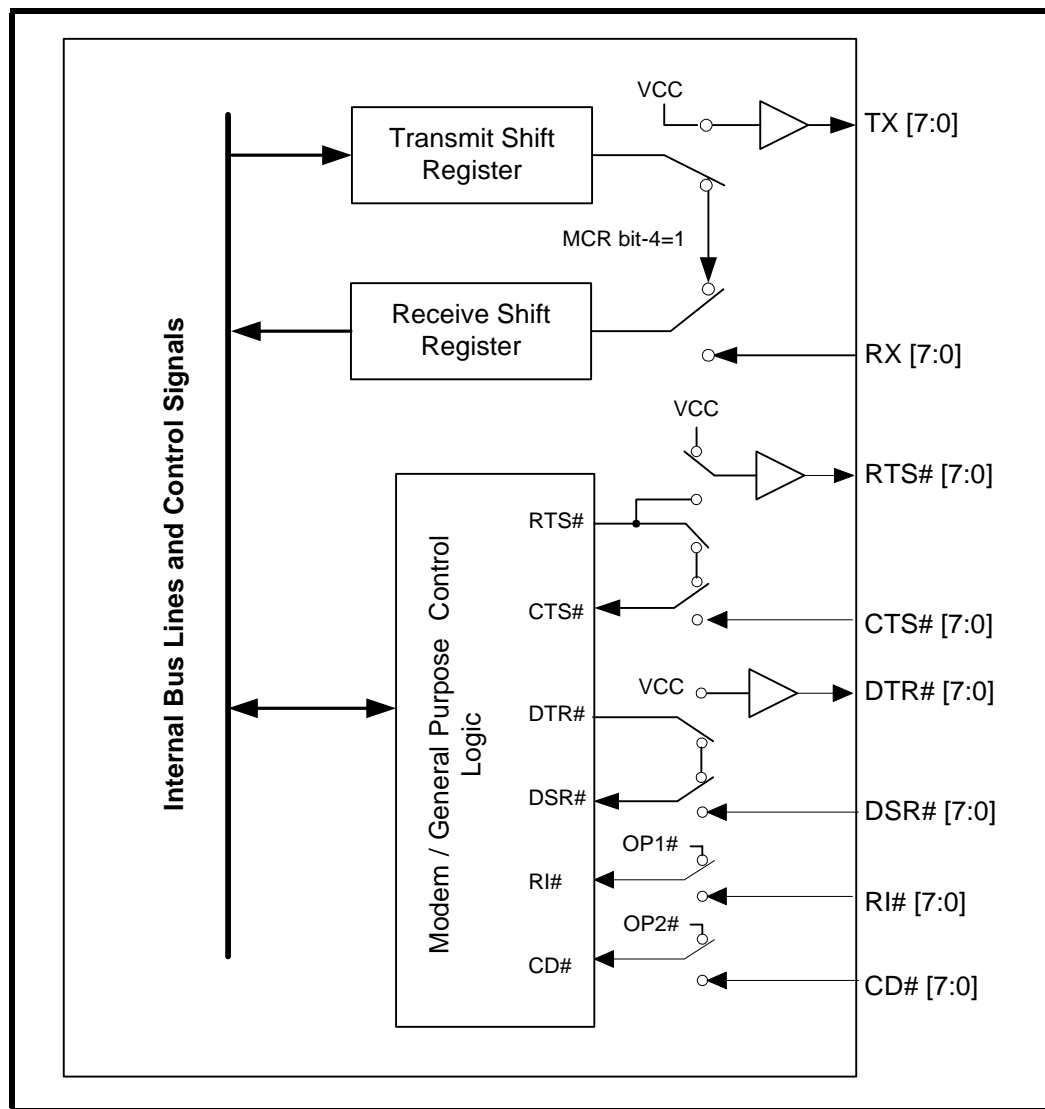 VCC
TX [7:0]
Transmit Shift
Register
MCR bit-4=1
Receive Shift
Register
RX [7:0]
Internal Bus Lines and Control Signals
VCC
RTS# [7:0]
Modem / General Purpose Control
Logic
RTS#
CTS#
CTS# [7:0]
VCC
DTR# [7:0]
DTR#
DSR#
DSR# [7:0]
OP1#
RI#
RI# [7:0]
OP2#
CD#
CD# [7:0]